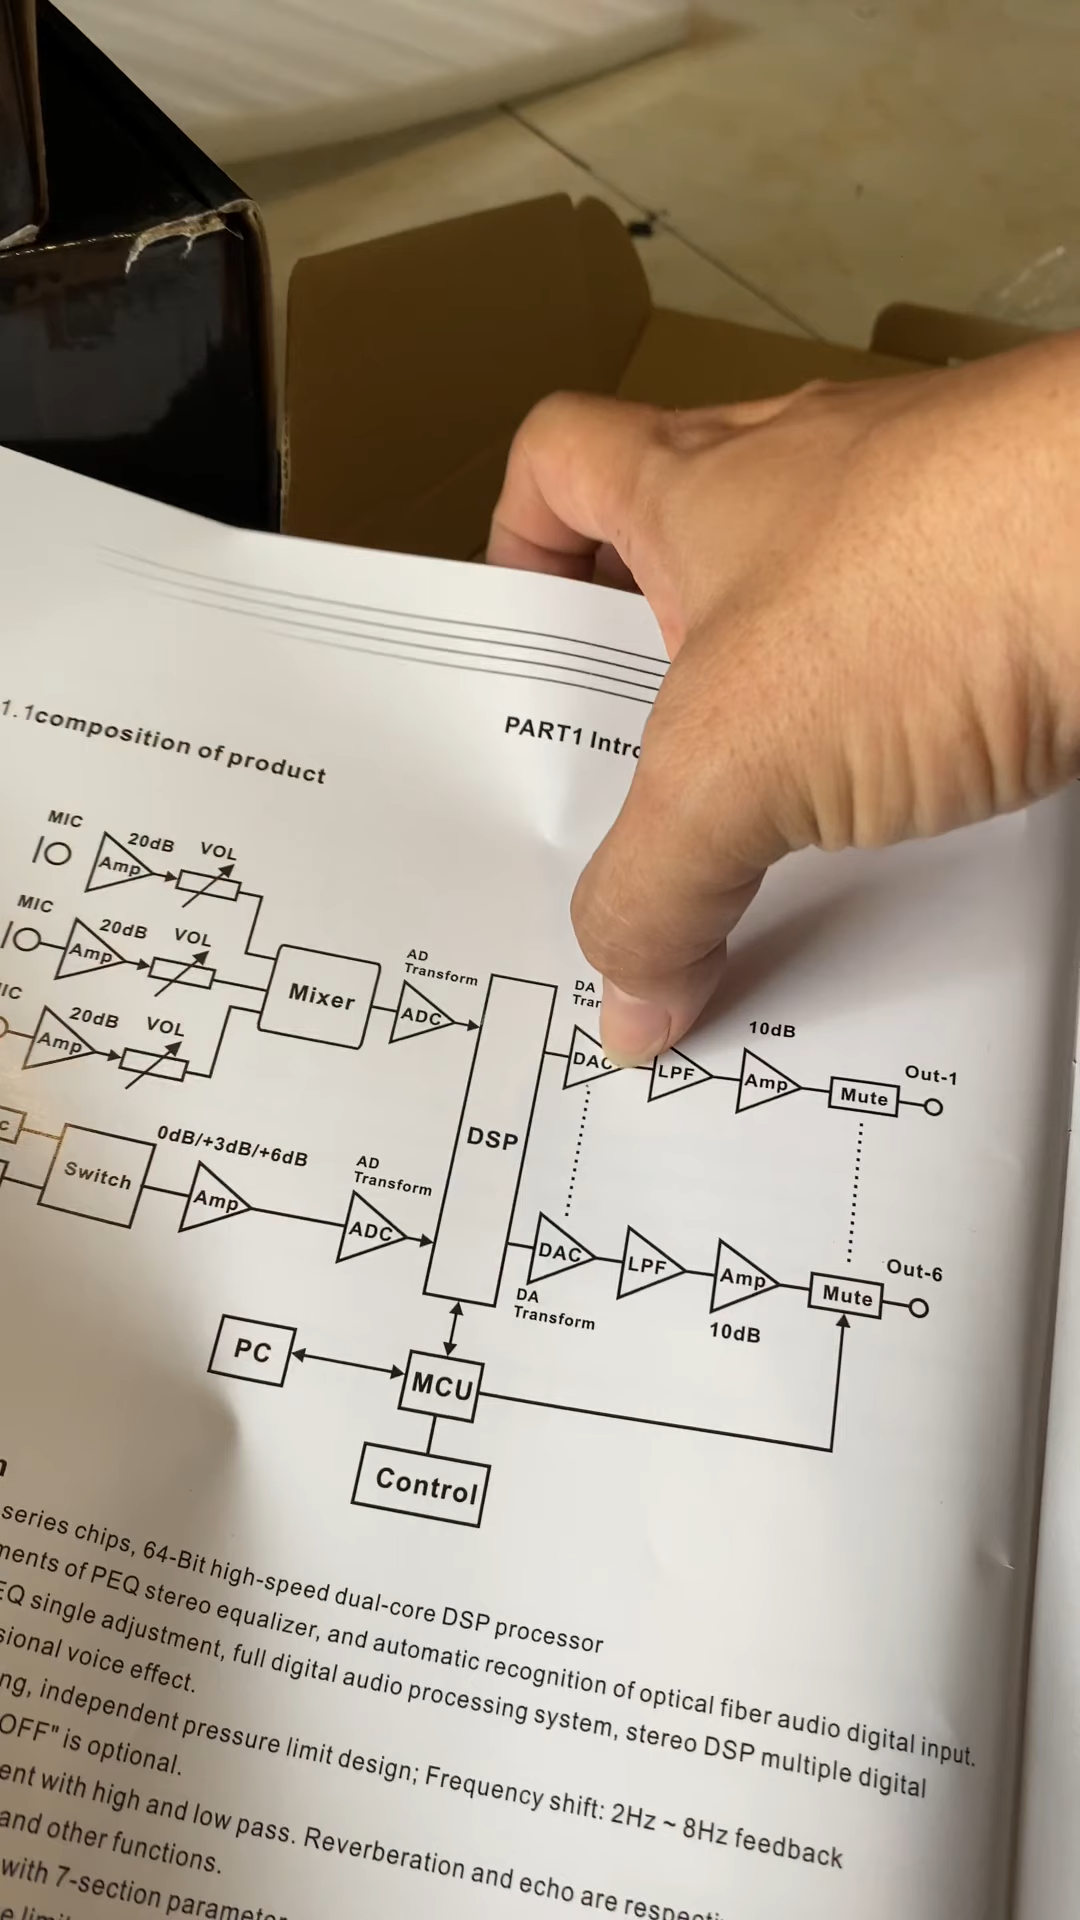 PART1 Intro
1.1composition of product
MIC
20dB
VOL
Amp
MIC
20dB
VOL
Amp
IC
20dB
VOL
Amp
Mixer
AD
Transform
ADC
DSP
DA
Tran
DAC
LPF
10dB
Amp
Mute
Out-1
Switch
0dB/+3dB/+6dB
Amp
AD
Transform
ADC
DAC
DA
Transform
LPF
Amp
10dB
Mute
Out-6
PC
MCU
Control
series chips, 64-Bit high-speed dual-core DSP processor
ments of PEQ stereo equalizer, and automatic recognition of optical fiber audio digital input.
EQ single adjustment, full digital audio processing system, stereo DSP multiple digital
sional voice effect.
ng, independent pressure limit design; Frequency shift: 2Hz ~ 8Hz feedback
OFF" is optional.
ent with high and low pass. Reverberation and echo are respecti
and other functions.
with 7-section parameter